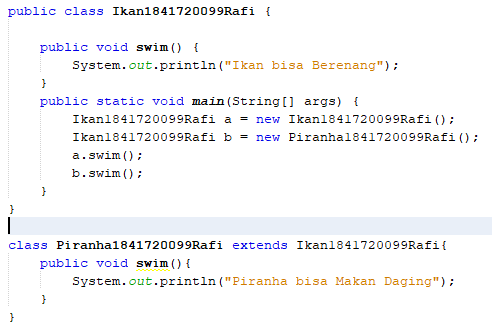 public class Ikan1841720099Rafi {
public void swim() {
System.out.println("Ikan bisa Berenang");
}
public static void main(String[] args) {
Ikan1841720099Rafi a = new Ikan1841720099Rafi();
Ikan1841720099Rafi b = new Piranha1841720099Rafi();
a.swim();
b.swim();
}
}
class Piranha1841720099Rafi extends Ikan1841720099Rafi{
public void swim(){
System.out.println("Piranha bisa Makan Daging");
}
}